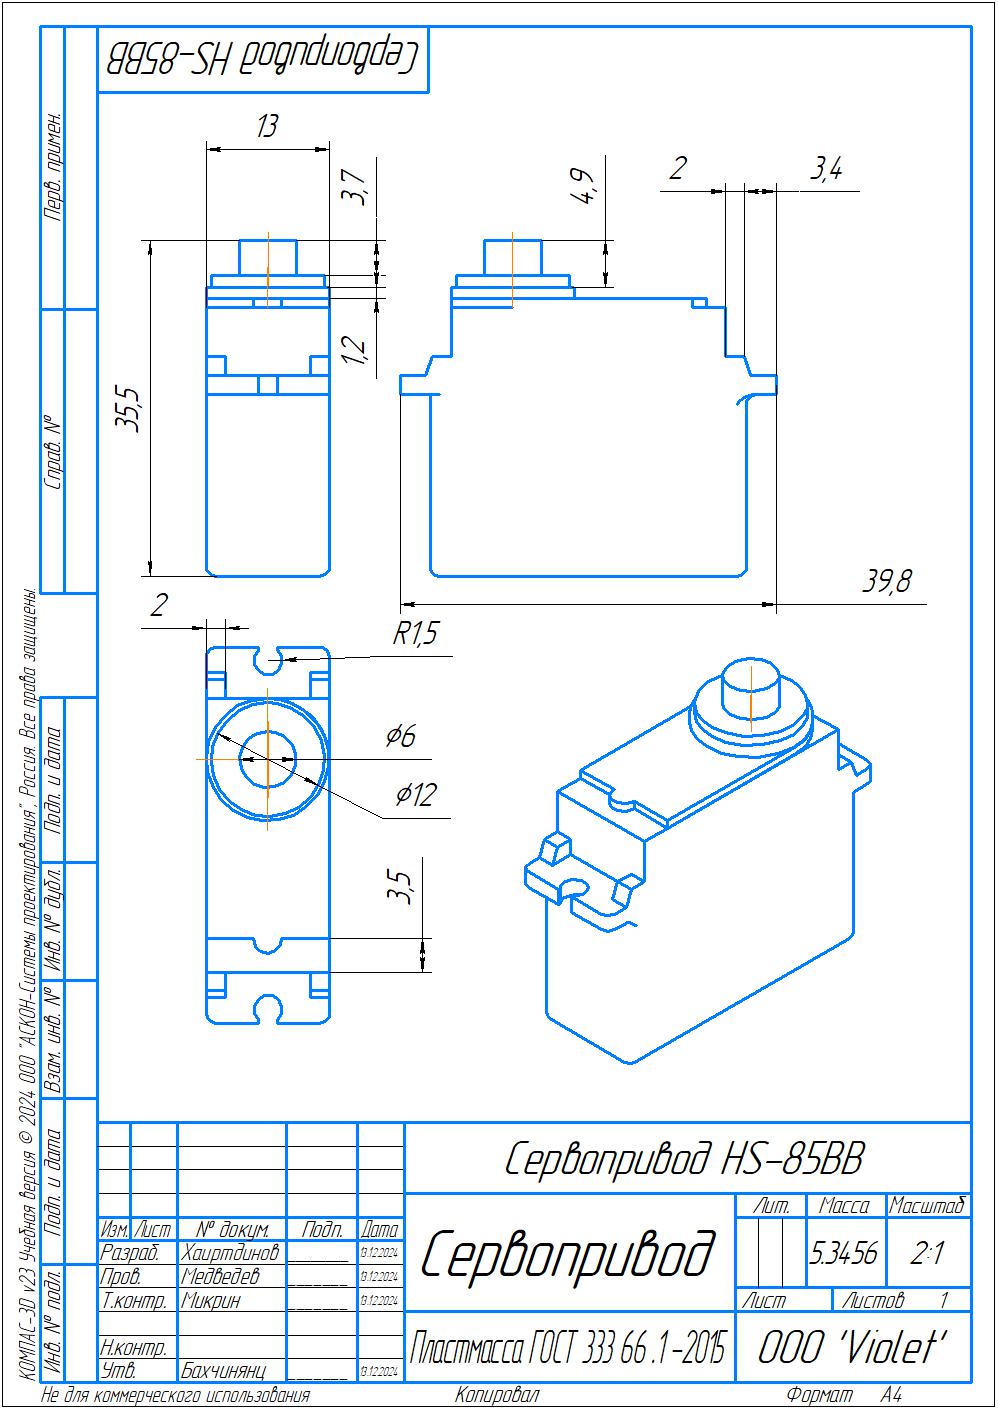 Сервопривод HS-85BB
13
3,7
4,9
2
3,4
1,2
35,5
39,8
2
R1,5
⌀6
⌀12
3,5
Перв. примен.
Справ. №
Подп. и дата
Инв. № дубл.
Взам. инв. №
Подп. и дата
Инв. № подл.
КОМПАС-3D v23 Учебная версия © 2024 ООО "АСКОН-Системы проектирования", Россия. Все права защищены.
Сервопривод HS-85BB
Лит. Масса Масштаб
Изм. Лист № докум. Подп. Дата
Разраб. Хаиртдинов 13.12.2024
Пров. Медведев 13.12.2024
Т.контр. Микрин 13.12.2024
Н.контр.
Утв. Бахчинянц 13.12.2024
Сервопривод
5.3456 2:1
Лист Листов 1
Пластмасса ГОСТ 333 66 .1-2015
ООО 'Violet'
Не для коммерческого использования Копировал Формат A4